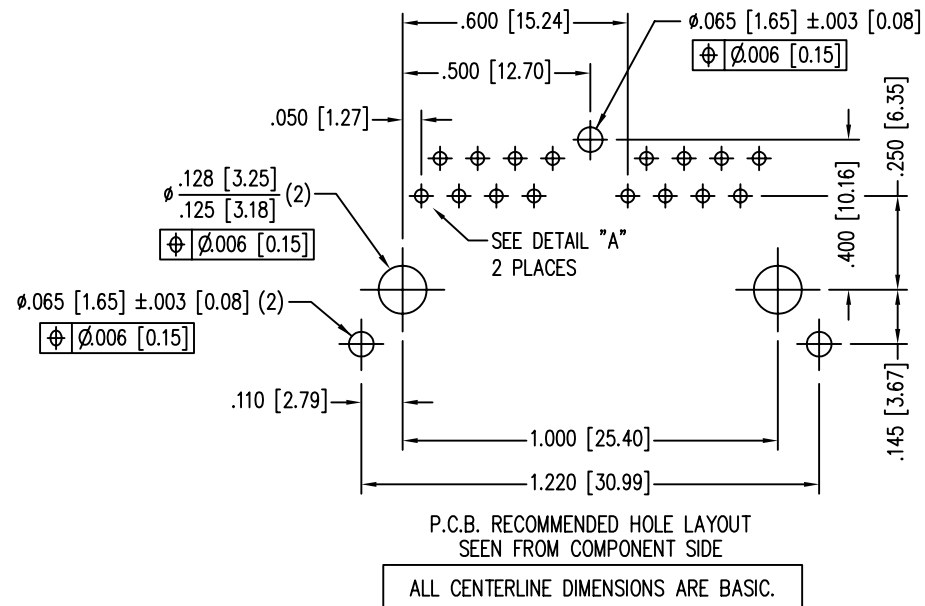 .600 [15.24]
ø.065 [1.65] ±.003 [0.08]
⌖ Ø.006 [0.15]
.500 [12.70]
.050 [1.27]
.250 [6.35]
.400 [10.16]
ø .128 [3.25] (2)
.125 [3.18]
⌖ Ø.006 [0.15]
SEE DETAIL "A"
2 PLACES
ø.065 [1.65] ±.003 [0.08] (2)
⌖ Ø.006 [0.15]
.110 [2.79]
.145 [3.67]
1.000 [25.40]
1.220 [30.99]
P.C.B. RECOMMENDED HOLE LAYOUT
SEEN FROM COMPONENT SIDE
ALL CENTERLINE DIMENSIONS ARE BASIC.